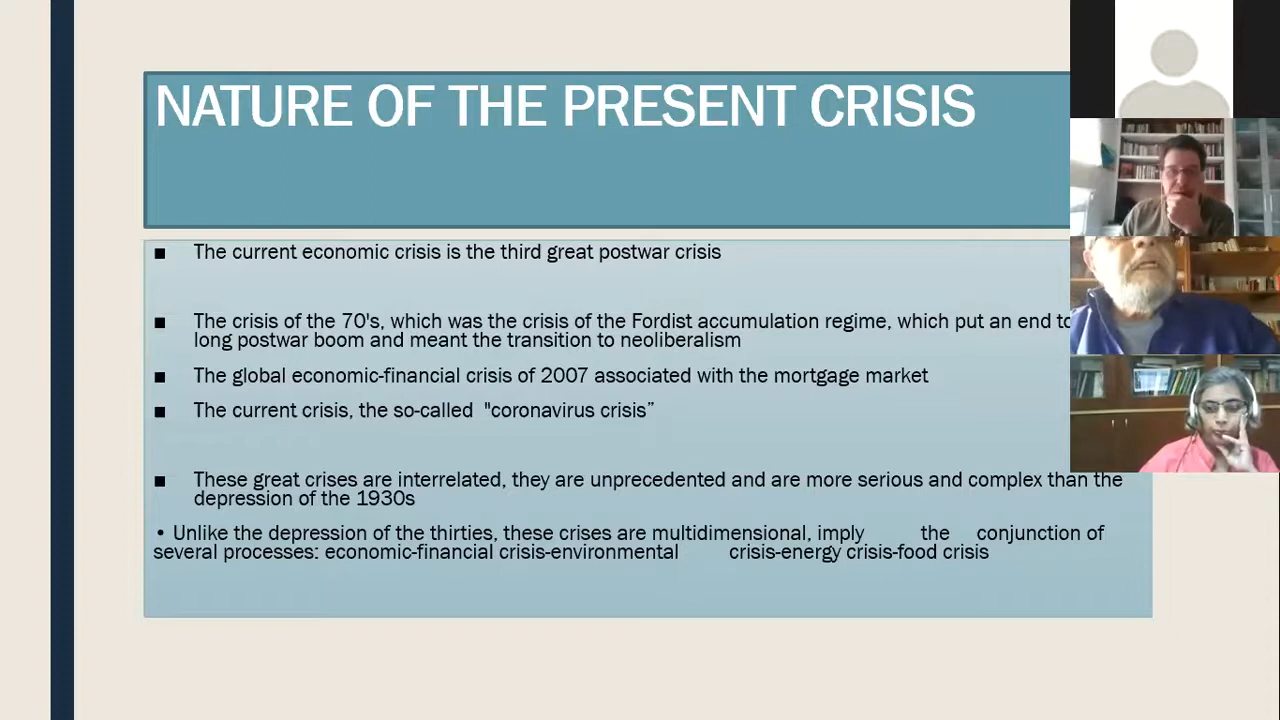 NATURE OF THE PRESENT CRISIS
■ The current economic crisis is the third great postwar crisis
■ The crisis of the 70's, which was the crisis of the Fordist accumulation regime, which put an end to
long postwar boom and meant the transition to neoliberalism
■ The global economic-financial crisis of 2007 associated with the mortgage market
■ The current crisis, the so-called "coronavirus crisis”
■ These great crises are interrelated, they are unprecedented and are more serious and complex than the
depression of the 1930s
• Unlike the depression of the thirties, these crises are multidimensional, imply the conjunction of
several processes: economic-financial crisis-environmental crisis-energy crisis-food crisis